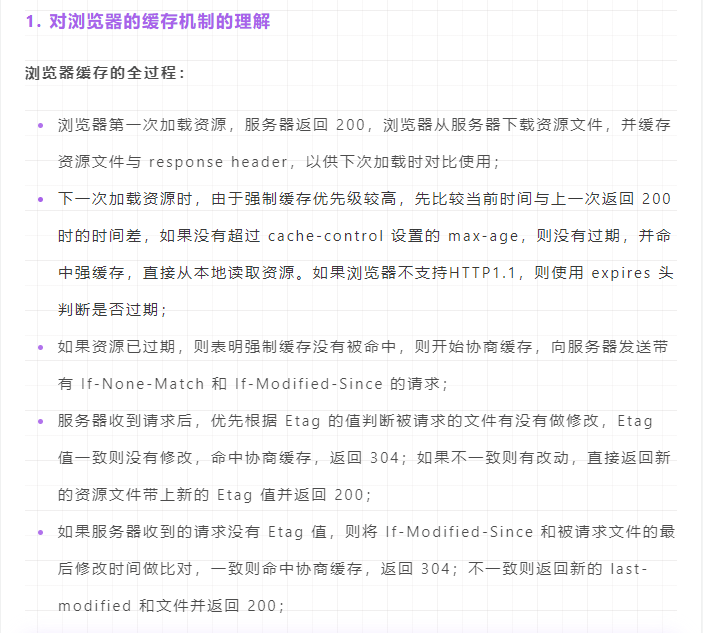 1. 对浏览器的缓存机制的理解
浏览器缓存的全过程：
浏览器第一次加载资源，服务器返回 200，浏览器从服务器下载资源文件，并缓存
资源文件与 response header，以供下次加载时对比使用；
下一次加载资源时，由于强制缓存优先级较高，先比较当前时间与上一次返回 200
时的时间差，如果没有超过 cache-control 设置的 max-age，则没有过期，并命
中强缓存，直接从本地读取资源。如果浏览器不支持HTTP1.1，则使用 expires 头
判断是否过期；
如果资源已过期，则表明强制缓存没有被命中，则开始协商缓存，向服务器发送带
有 If-None-Match 和 If-Modified-Since 的请求；
服务器收到请求后，优先根据 Etag 的值判断被请求的文件有没有做修改，Etag
值一致则没有修改，命中协商缓存，返回 304；如果不一致则有改动，直接返回新
的资源文件带上新的 Etag 值并返回 200；
如果服务器收到的请求没有 Etag 值，则将 If-Modified-Since 和被请求文件的最
后修改时间做比对，一致则命中协商缓存，返回 304；不一致则返回新的 last-
modified 和文件并返回 200；